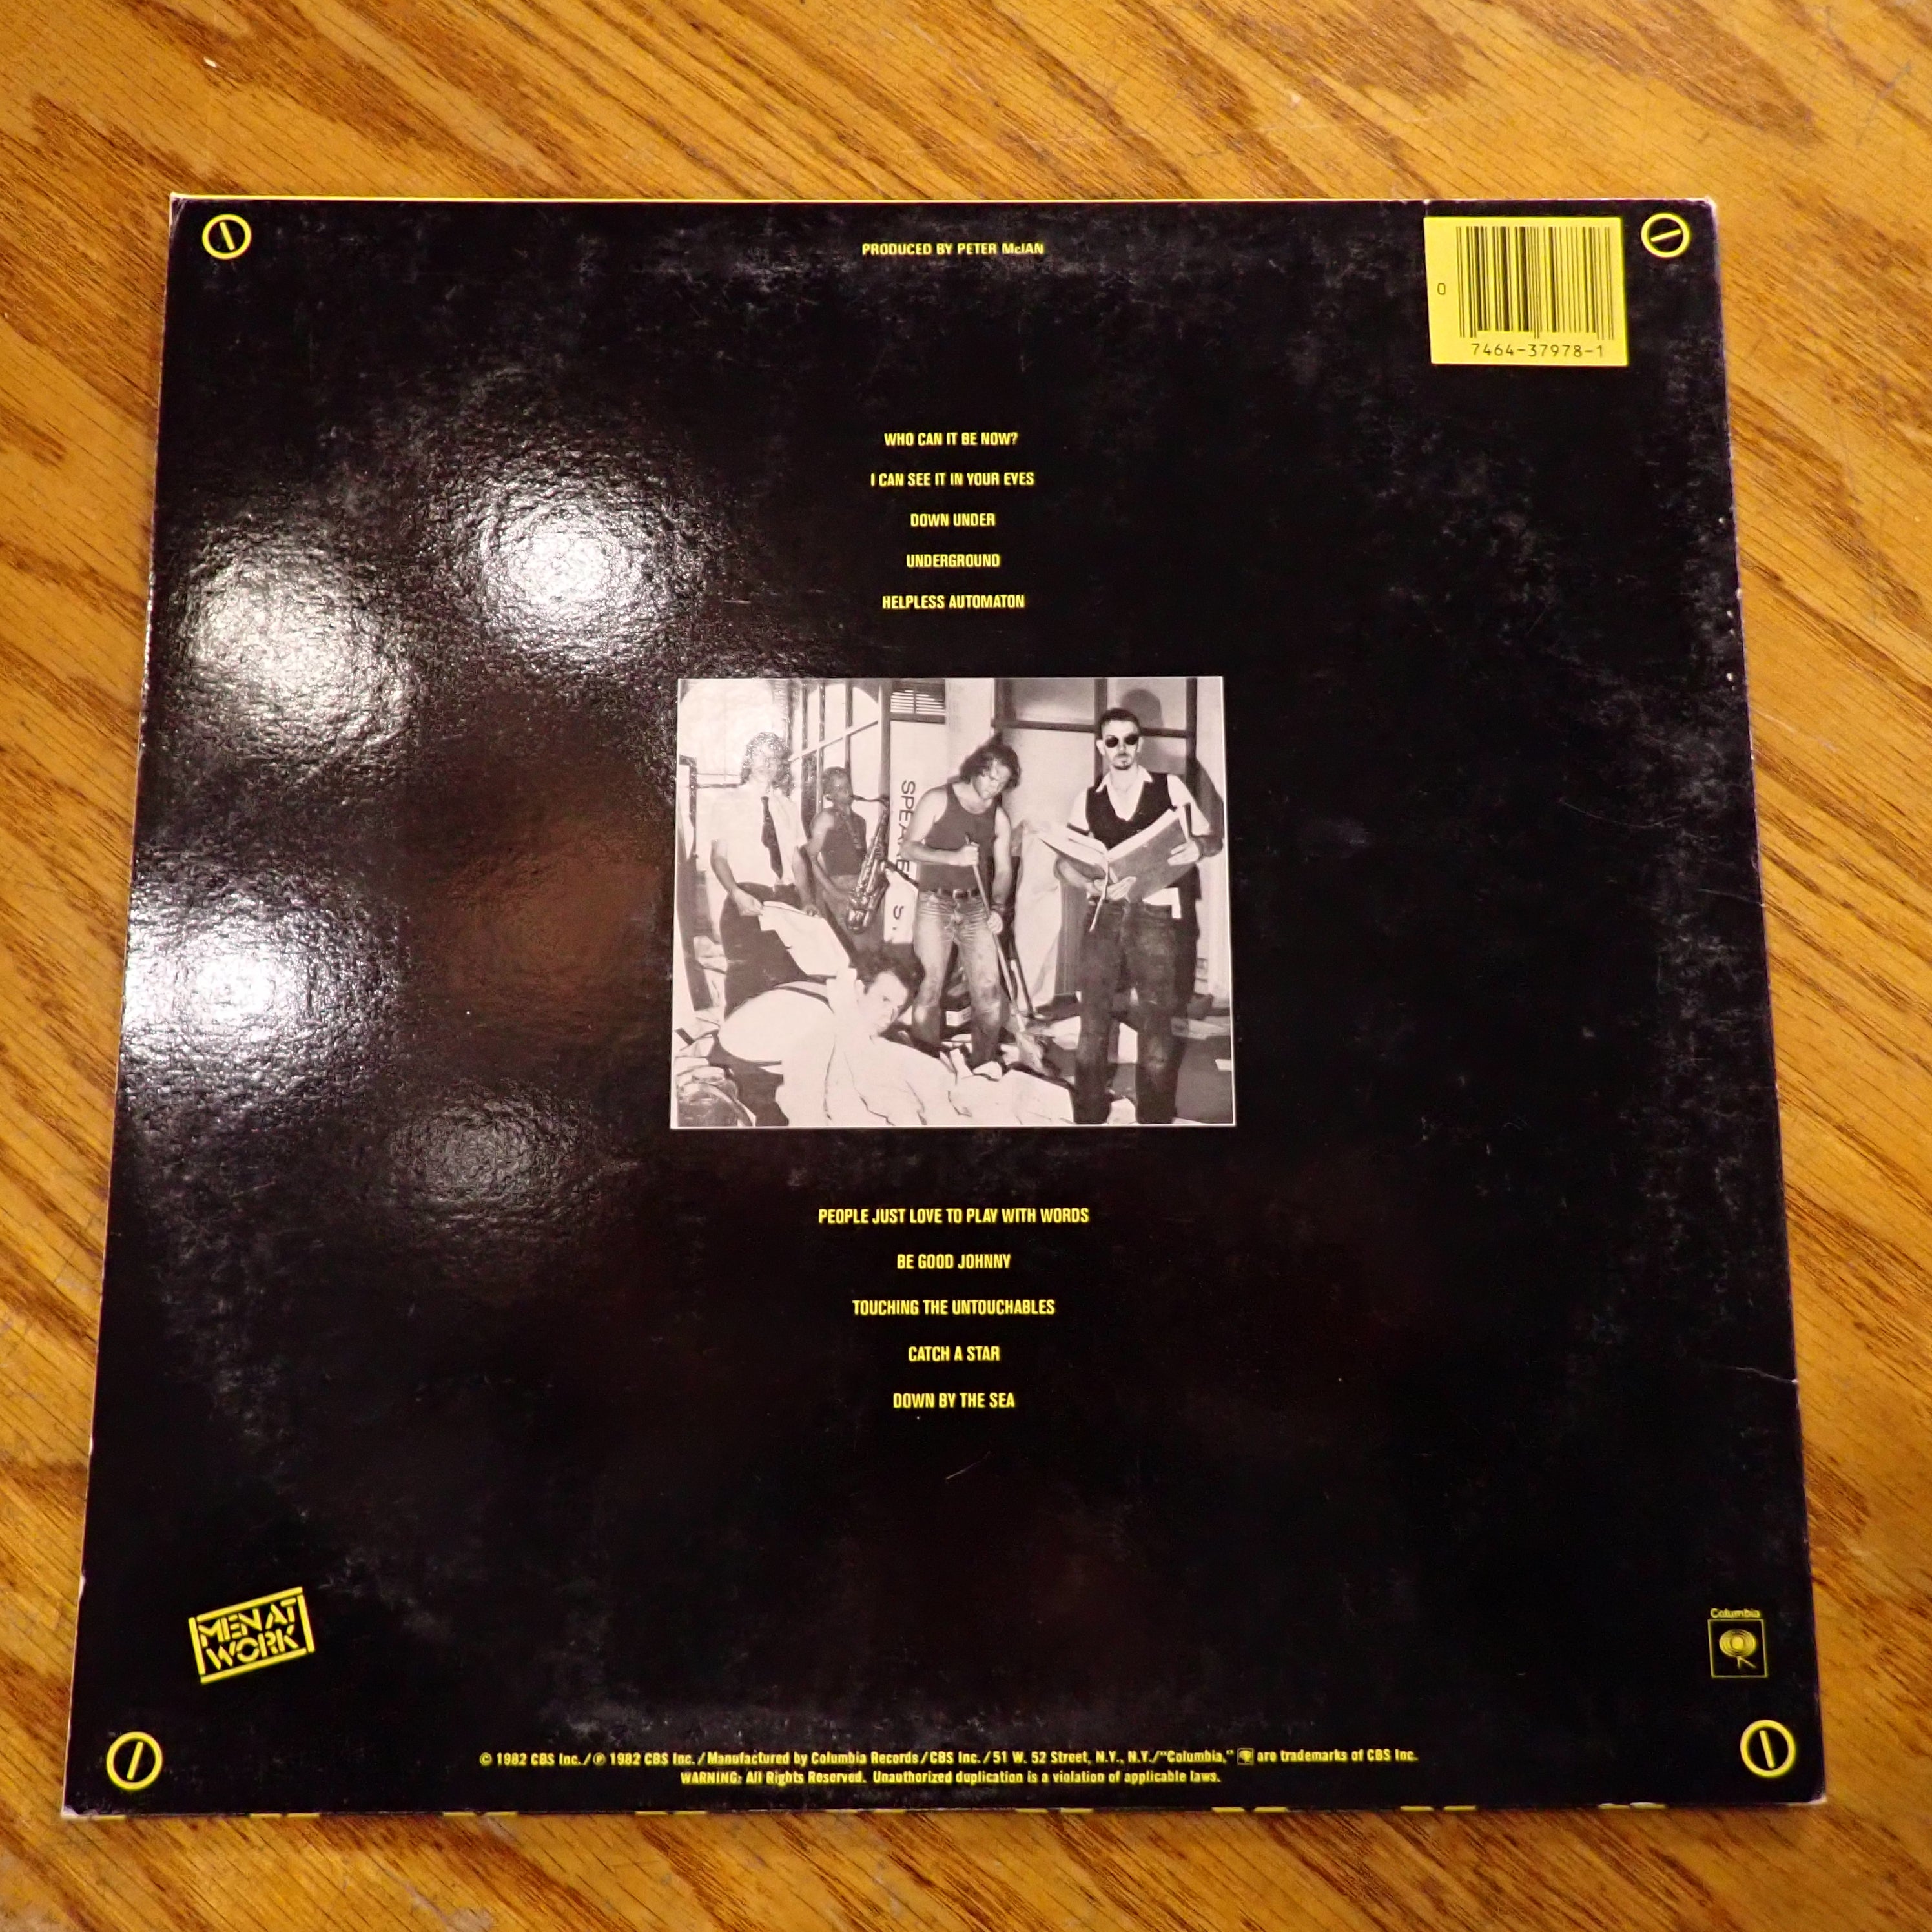 PRODUCED BY PETER McIAN
0
7464-37978-1
WHO CAN IT BE NOW?
I CAN SEE IT IN YOUR EYES
DOWN UNDER
UNDERGROUND
HELPLESS AUTOMATON
PEOPLE JUST LOVE TO PLAY WITH WORDS
BE GOOD JOHNNY
TOUCHING THE UNTOUCHABLES
CATCH A STAR
DOWN BY THE SEA
MEN AT
WORK
Columbia
© 1982 CBS Inc./℗ 1982 CBS Inc./Manufactured by Columbia Records/CBS Inc./51 W. 52 Street, N.Y., N.Y./"Columbia," are trademarks of CBS Inc.
WARNING: All Rights Reserved. Unauthorized duplication is a violation of applicable laws.